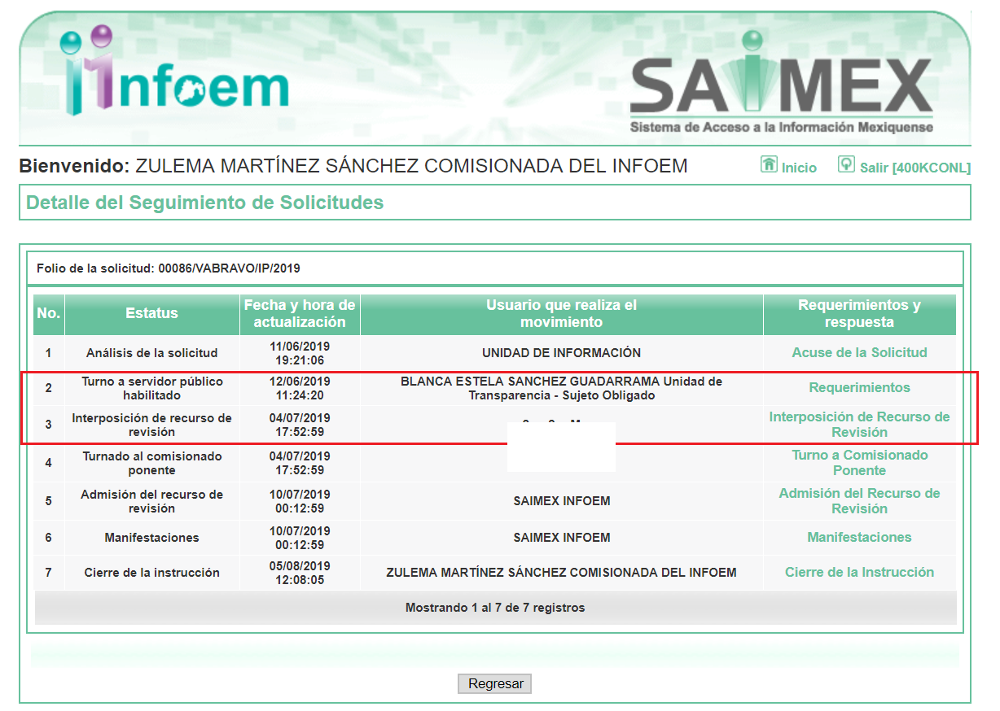 infoem
SAIMEX
Sistema de Acceso a la Información Mexiquense
Bienvenido: ZULEMA MARTÍNEZ SÁNCHEZ COMISIONADA DEL INFOEM
Inicio
Salir [400KCONL]
Detalle del Seguimiento de Solicitudes
Folio de la solicitud: 00086/VABRAVO/IP/2019
No.
Estatus
Fecha y hora de
actualización
Usuario que realiza el
movimiento
Requerimientos y
respuesta
1
Análisis de la solicitud
11/06/2019
19:21:06
UNIDAD DE INFORMACIÓN
Acuse de la Solicitud
2
Turno a servidor público
habilitado
12/06/2019
11:24:20
BLANCA ESTELA SANCHEZ GUADARRAMA Unidad de
Transparencia - Sujeto Obligado
Requerimientos
3
Interposición de recurso de
revisión
04/07/2019
17:52:59
Interposición de Recurso de
Revisión
4
Turnado al comisionado
ponente
04/07/2019
17:52:59
Turno a Comisionado
Ponente
5
Admisión del recurso de
revisión
10/07/2019
00:12:59
SAIMEX INFOEM
Admisión del Recurso de
Revisión
6
Manifestaciones
10/07/2019
00:12:59
SAIMEX INFOEM
Manifestaciones
7
Cierre de la instrucción
05/08/2019
12:08:05
ZULEMA MARTÍNEZ SÁNCHEZ COMISIONADA DEL INFOEM
Cierre de la Instrucción
Mostrando 1 al 7 de 7 registros
Regresar